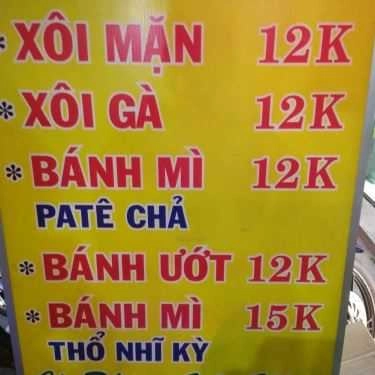 * XÔI MẶN 12K
* XÔI GÀ 12K
* BÁNH MÌ 12K
PATÊ CHẢ
* BÁNH ƯỚT 12K
* BÁNH MÌ 15K
THỔ NHĨ KỲ